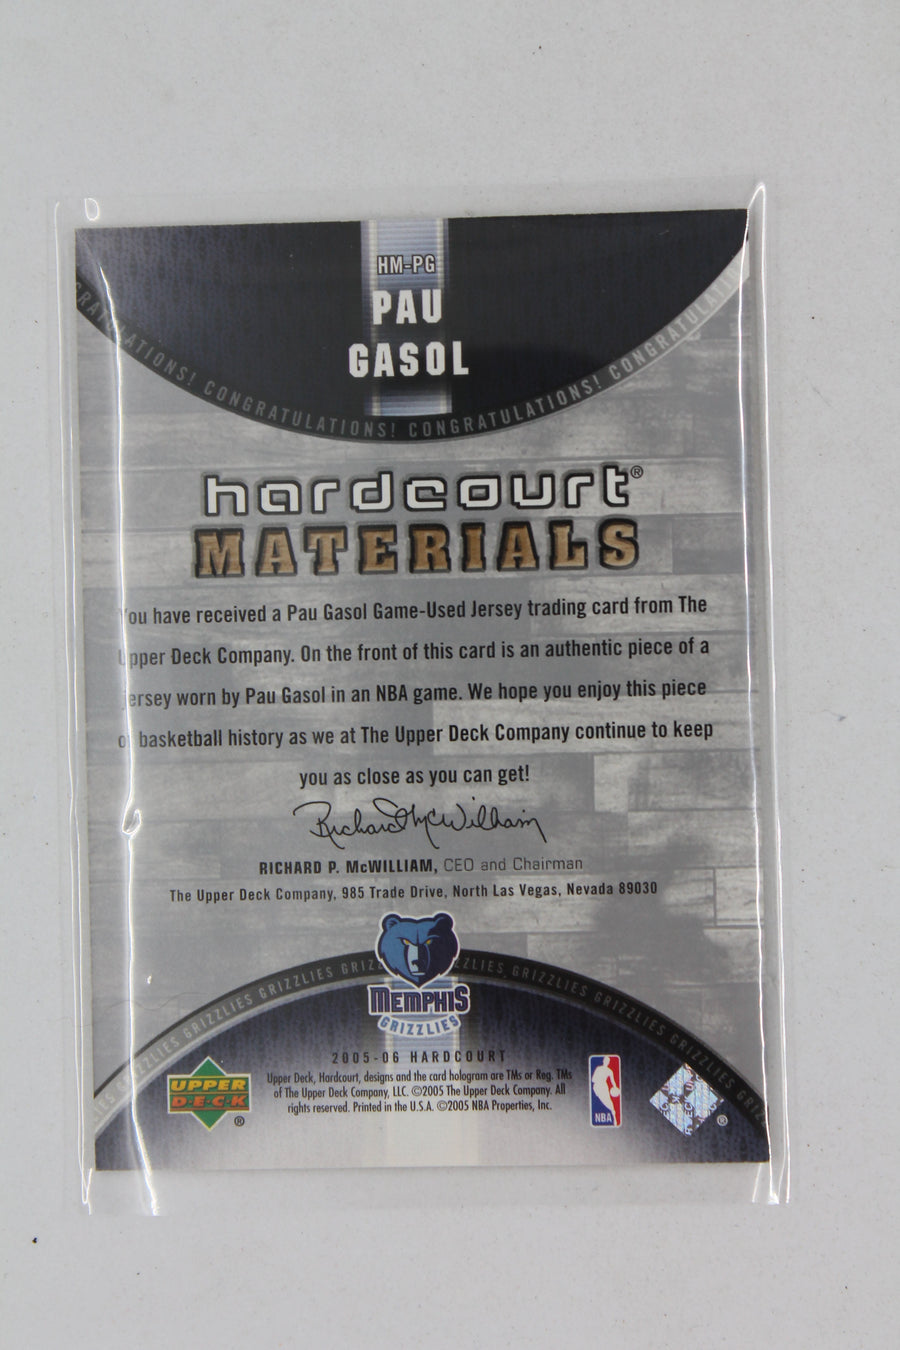 HM-PG
PAU
GASOL
CONGRATULATIONS! CONGRATULATIONS! CONGRATULATIONS!
hardcourt®
MATERIALS
You have received a Pau Gasol Game-Used Jersey trading card from The
Upper Deck Company. On the front of this card is an authentic piece of a
jersey worn by Pau Gasol in an NBA game. We hope you enjoy this piece
of basketball history as we at The Upper Deck Company continue to keep
you as close as you can get!
Richard P McWilliam
RICHARD P. McWILLIAM, CEO and Chairman
The Upper Deck Company, 985 Trade Drive, North Las Vegas, Nevada 89030
GRIZZLIES GRIZZLIES GRIZZLIES GRIZZLIES GRIZZLIES GRIZZLIES GRIZZLIES
MEMPHIS
GRIZZLIES
2005-06 HARDCOURT
UPPER
DECK
®
Upper Deck, Hardcourt, designs and the card hologram are TMs or Reg. TMs
of The Upper Deck Company, LLC. ©2005 The Upper Deck Company. All
rights reserved. Printed in the U.S.A. ©2005 NBA Properties, Inc.
NBA
®